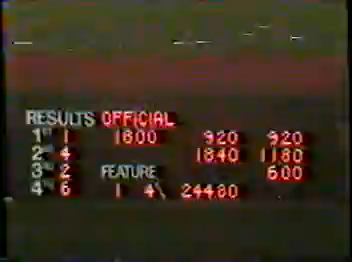 RESULTS OFFICIAL
1ST 1 1800 920 920
2ND 4 1840 1180
3RD 2 FEATURE 600
4TH 6 1 4 24480